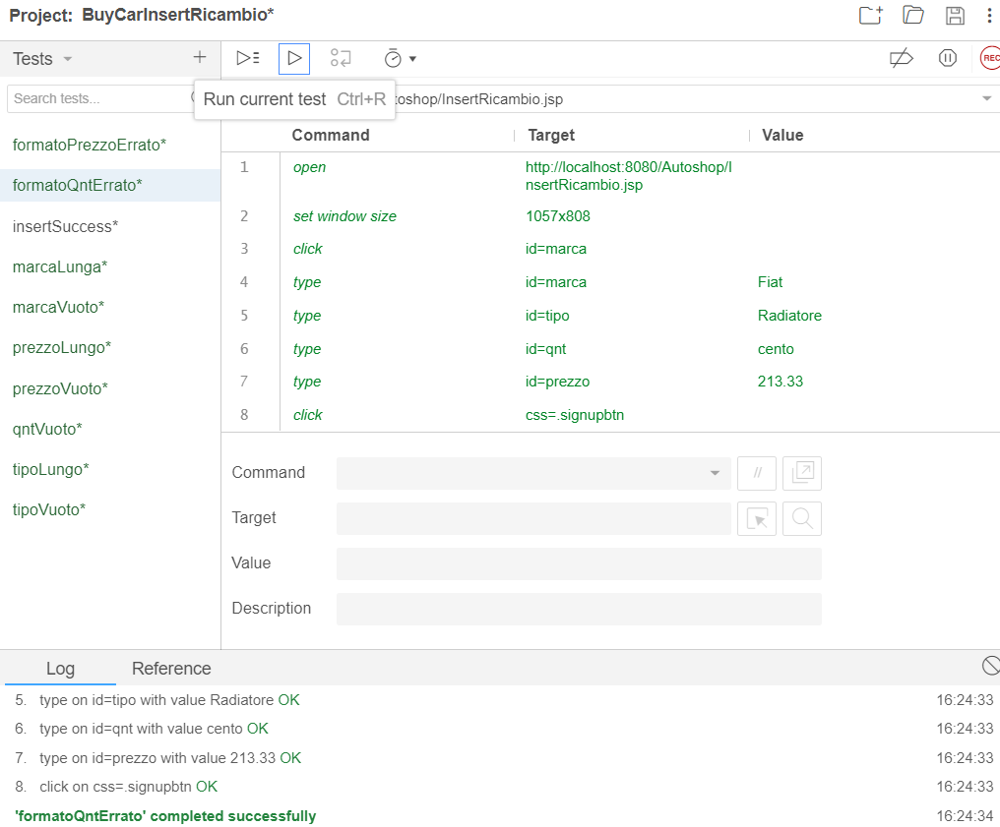 Project: BuyCarInsertRicambio*
Tests
Search tests...
Run current test Ctrl+R
toshop/InsertRicambio.jsp
REC
formatoPrezzoErrato*
formatoQntErrato*
insertSuccess*
marcaLunga*
marcaVuoto*
prezzoLungo*
prezzoVuoto*
qntVuoto*
tipoLungo*
tipoVuoto*
Command Target Value
1 open http://localhost:8080/Autoshop/I
nsertRicambio.jsp
2 set window size 1057x808
3 click id=marca
4 type id=marca Fiat
5 type id=tipo Radiatore
6 type id=qnt cento
7 type id=prezzo 213.33
8 click css=.signupbtn
Command //
Target
Value
Description
Log Reference
5. type on id=tipo with value Radiatore OK 16:24:33
6. type on id=qnt with value cento OK 16:24:33
7. type on id=prezzo with value 213.33 OK 16:24:33
8. click on css=.signupbtn OK 16:24:33
'formatoQntErrato' completed successfully 16:24:34